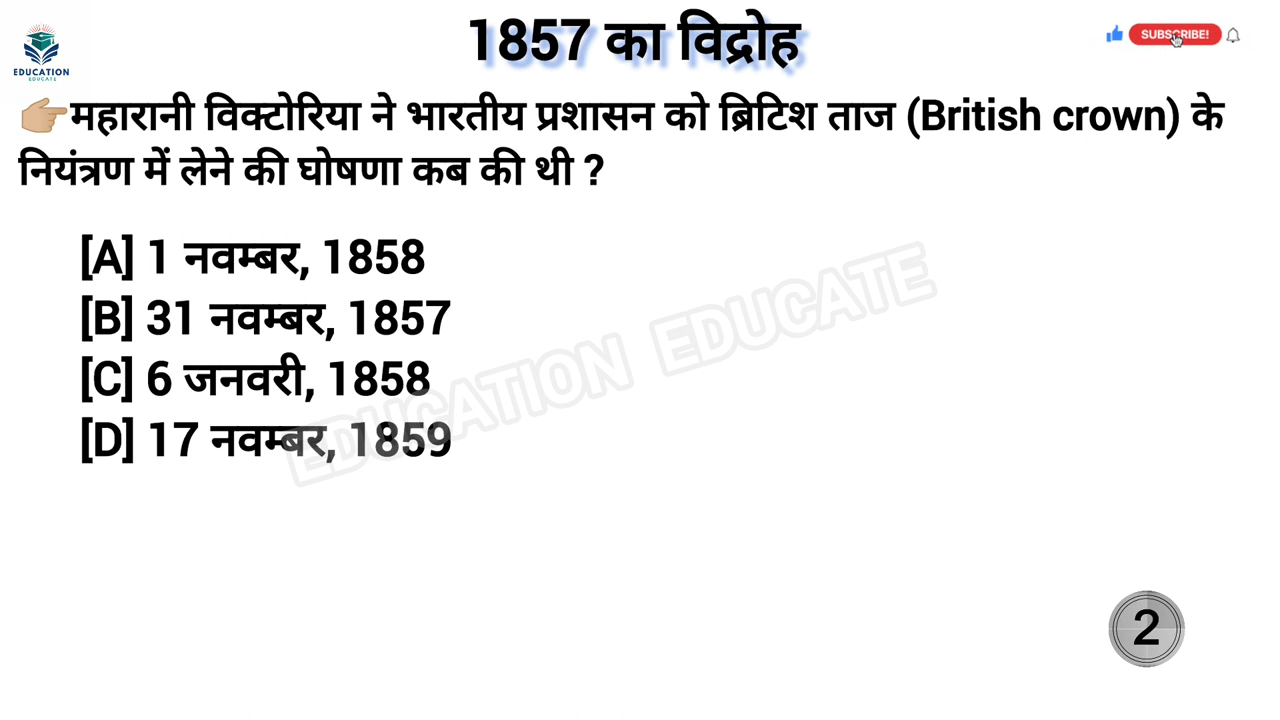 1857 का विद्रोह
SUBSCRIBE!
EDUCATION
EDUCATE
महारानी विक्टोरिया ने भारतीय प्रशासन को ब्रिटिश ताज (British crown) के
नियंत्रण में लेने की घोषणा कब की थी ?
[A] 1 नवम्बर, 1858
[B] 31 नवम्बर, 1857
[C] 6 जनवरी, 1858
[D] 17 नवम्बर, 1859
EDUCATION EDUCATE
2